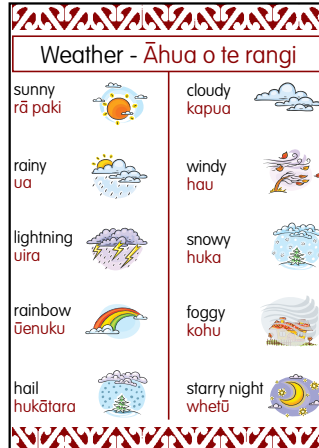 Weather - Āhua o te rangi
sunny
rā paki
rainy
ua
lightning
uira
rainbow
ūenuku
hail
hukātara
cloudy
kapua
windy
hau
snowy
huka
foggy
kohu
starry night
whetū